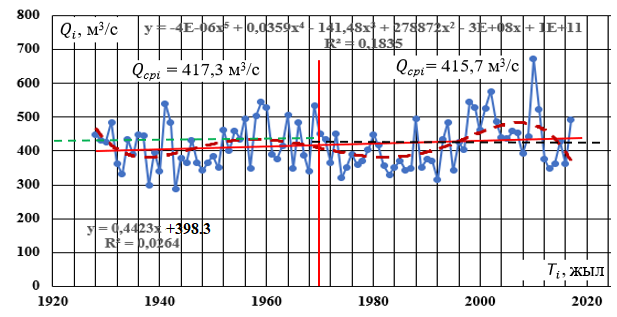 800
Qi, м³/с
y = -4E-06x⁵ + 0,0359x⁴ - 141,48x³ + 278872x² - 3E+08x + 1E+11
R² = 0,1835
700
Qcpi = 417,3 м³/с
Qcpi = 415,7 м³/с
600
500
400
300
200
y = 0,4423x +398.3
R² = 0,0264
100
Ti, жыл
0
1920
1940
1960
1980
2000
2020